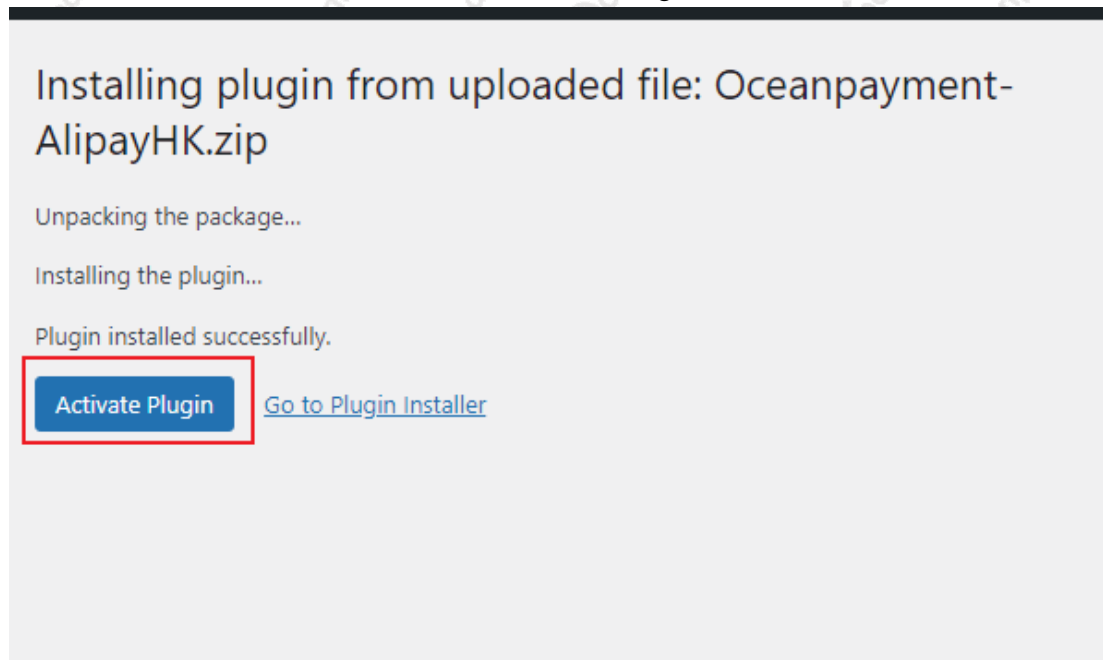 Installing plugin from uploaded file: Oceanpayment-
AlipayHK.zip
Unpacking the package...
Installing the plugin...
Plugin installed successfully.
Activate Plugin Go to Plugin Installer